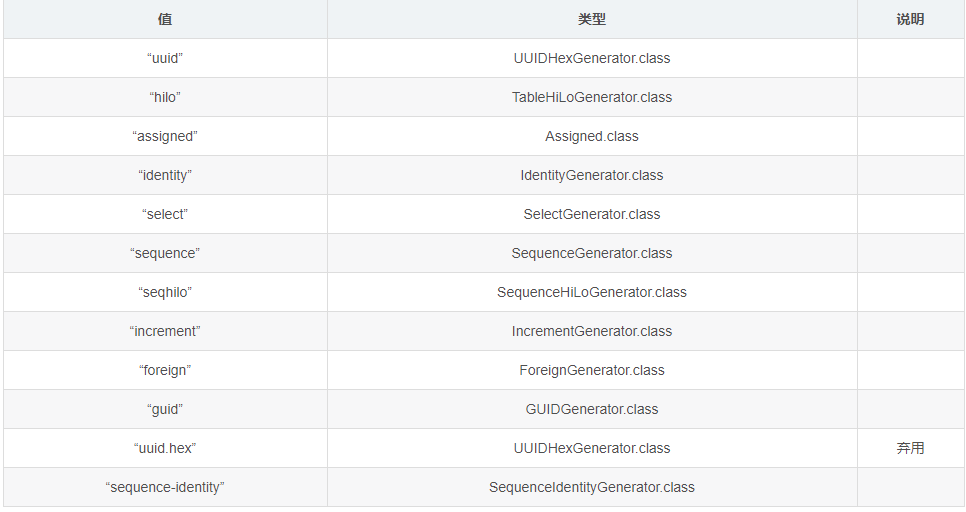 值 类型 说明
“uuid” UUIDHexGenerator.class
“hilo” TableHiLoGenerator.class
“assigned” Assigned.class
“identity” IdentityGenerator.class
“select” SelectGenerator.class
“sequence” SequenceGenerator.class
“seqhilo” SequenceHiLoGenerator.class
“increment” IncrementGenerator.class
“foreign” ForeignGenerator.class
“guid” GUIDGenerator.class
“uuid.hex” UUIDHexGenerator.class 弃用
“sequence-identity” SequenceIdentityGenerator.class